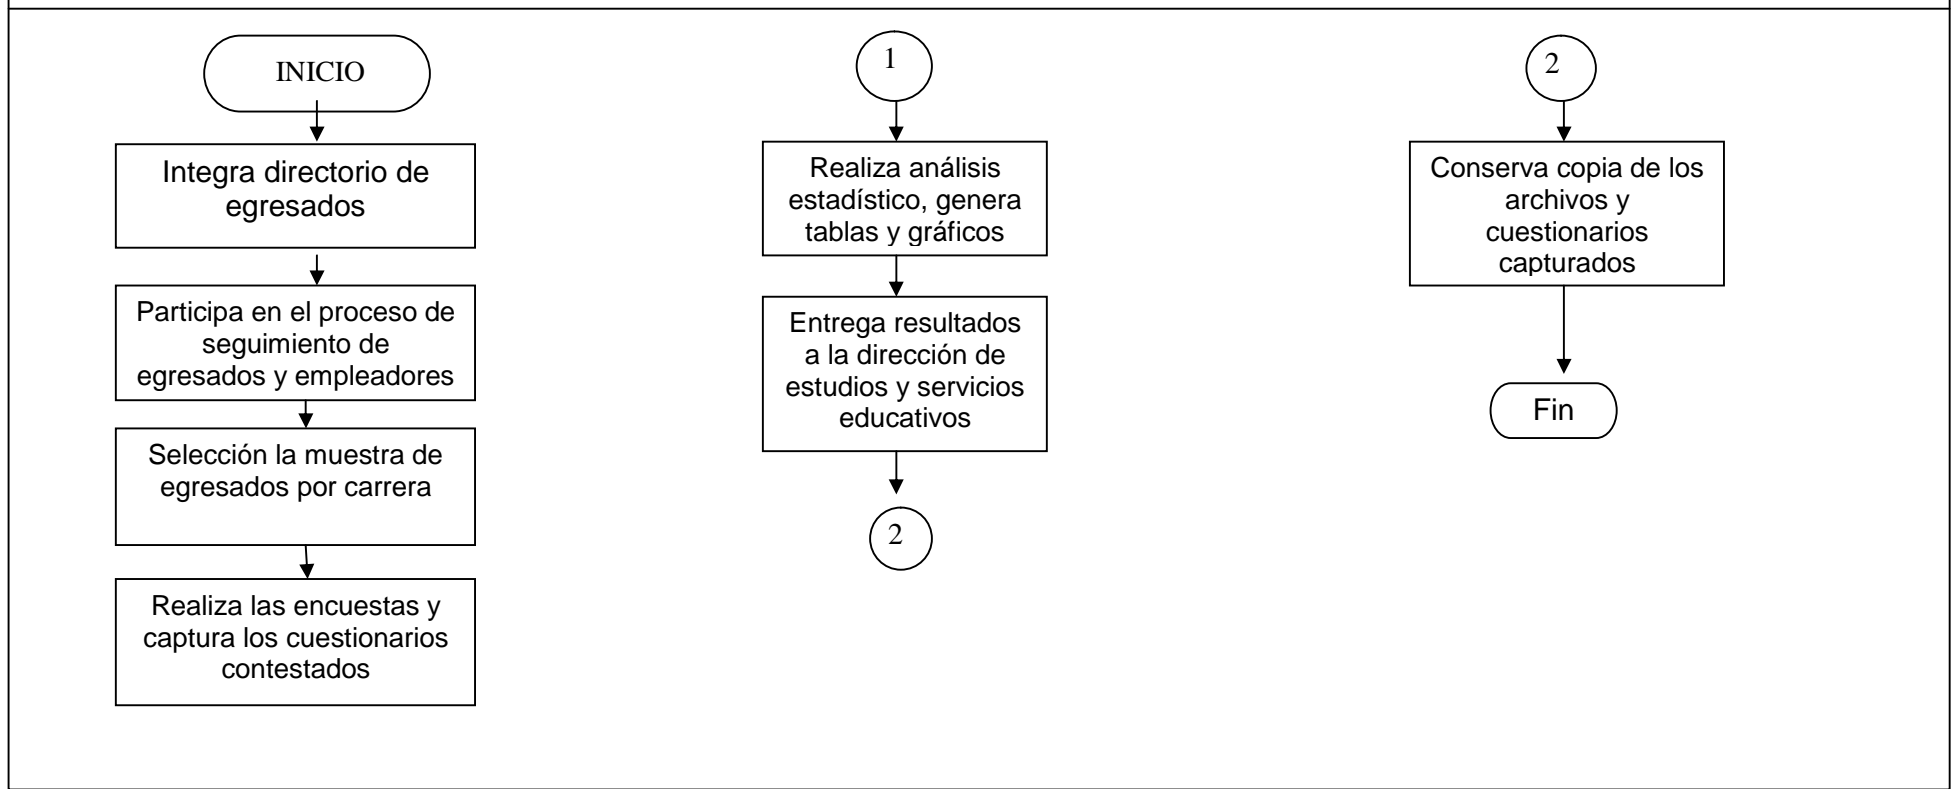 INICIO
Integra directorio de
egresados
Participa en el proceso de
seguimiento de
egresados y empleadores
Selección la muestra de
egresados por carrera
Realiza las encuestas y
captura los cuestionarios
contestados
1
Realiza análisis
estadístico, genera
tablas y gráficos
Entrega resultados
a la dirección de
estudios y servicios
educativos
2
2
Conserva copia de los
archivos y
cuestionarios
capturados
Fin